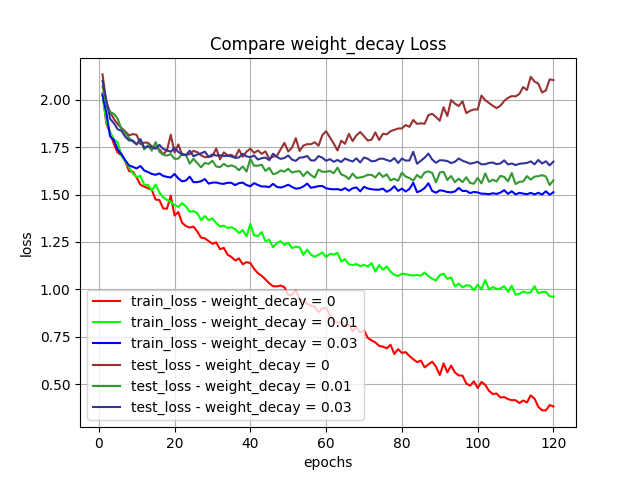 Compare weight_decay Loss
loss
2.00
1.75
1.50
1.25
1.00
0.75
0.50
train_loss - weight_decay = 0
train_loss - weight_decay = 0.01
train_loss - weight_decay = 0.03
test_loss - weight_decay = 0
test_loss - weight_decay = 0.01
test_loss - weight_decay = 0.03
0 20 40 60 80 100 120
epochs